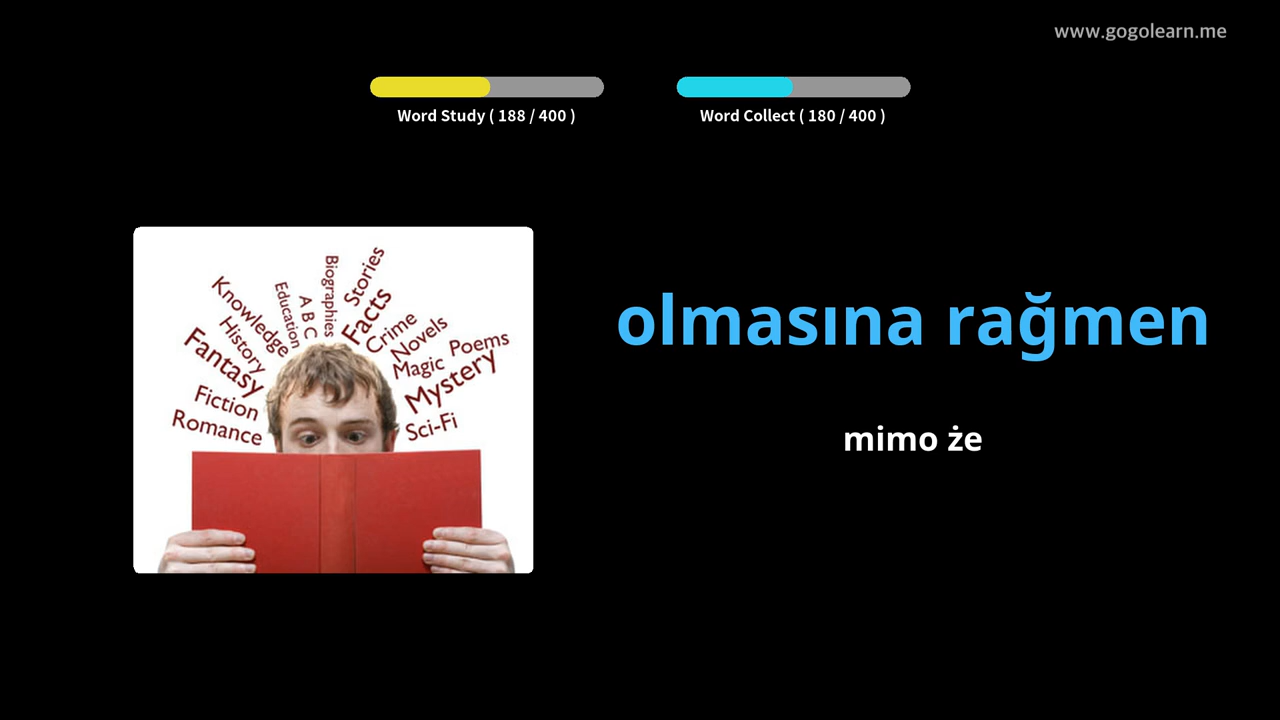 www.gogolearn.me
Word Study ( 188 / 400 )
Word Collect ( 180 / 400 )
Knowledge
History
Fantasy
Fiction
Romance
Education
A B C
Biographies
Stories
Facts
Crime
Novels
Magic
Poems
Mystery
Sci-Fi
olmasına rağmen
mimo że